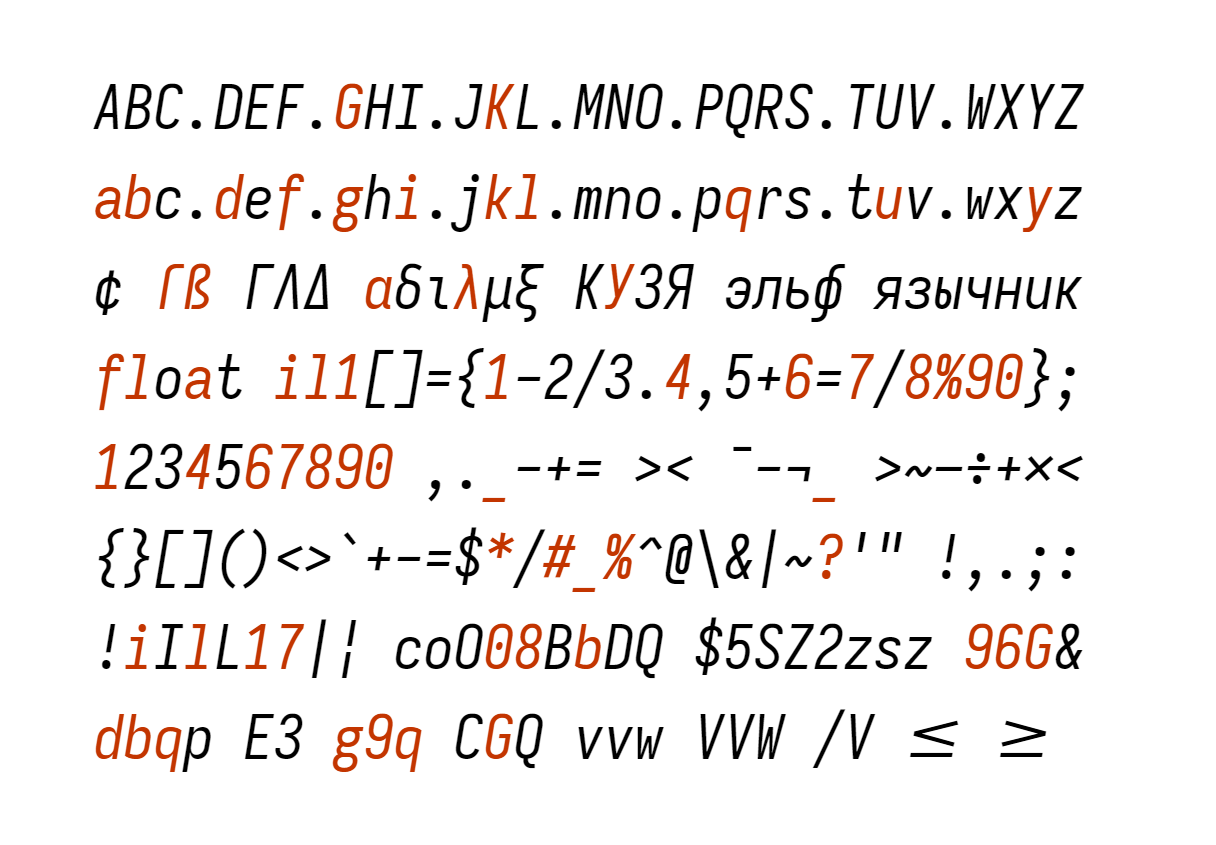 ABC.DEF.GHI.JKL.MNO.PQRS.TUV.WXYZ
abc.def.ghi.jkl.mno.pqrs.tuv.wxyz
¢ ſß ΓΛΔ αδιλμξ КУЗЯ эльф язычник
float il1[]={1-2/3.4,5+6=7/8%90};
1234567890 ,._-+= >< ¯-¬_ >~–÷+×<
{}[]()<>`+-=$*/#_%^@\&|~?'" !,.;:
!iIlL17|¦ coO08BbDQ $5SZ2zsz 96G&
dbqp E3 g9q CGQ vvw VVW /V ≤ ≥